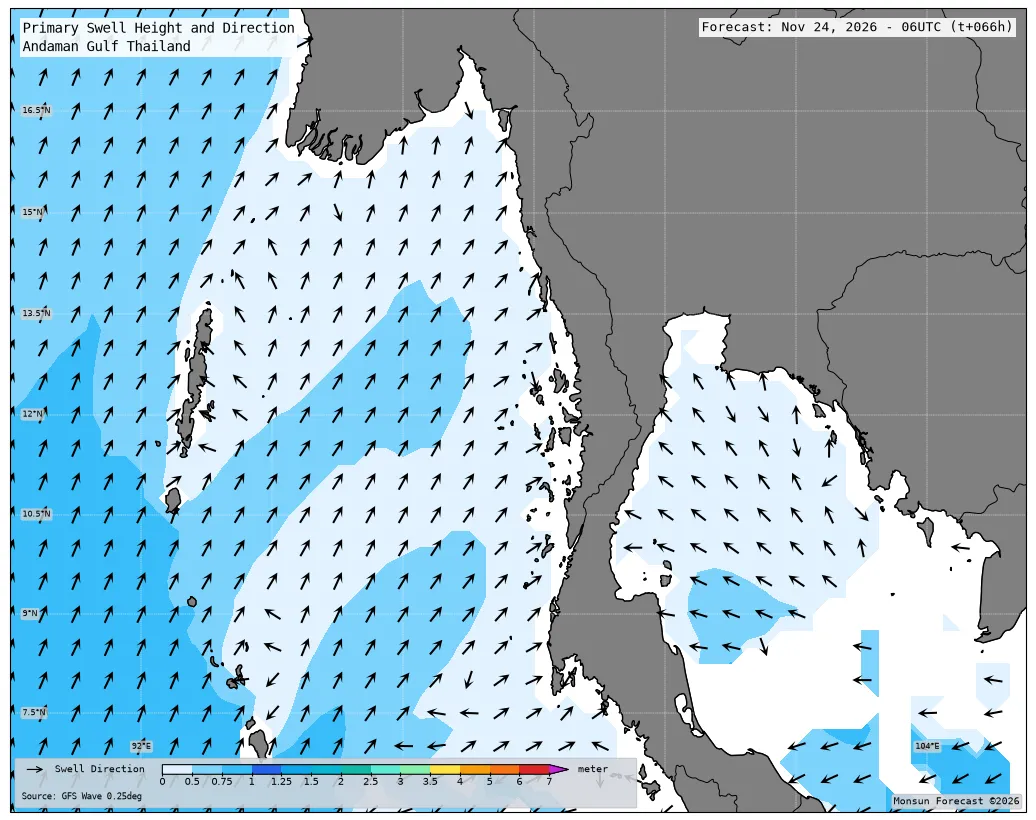 Primary Swell Height and Direction
Andaman Gulf Thailand
Forecast: Nov 24, 2026 - 06UTC (t+066h)
16.5°N
15°N
13.5°N
12°N
10.5°N
9°N
7.5°N
92°E
104°E
Swell Direction
0 0.5 0.75 1.25 1.5 2 2.5 3 3.5 4 5 6 7
meter
Source: GFS Wave 0.25deg
Monsun Forecast ©2026